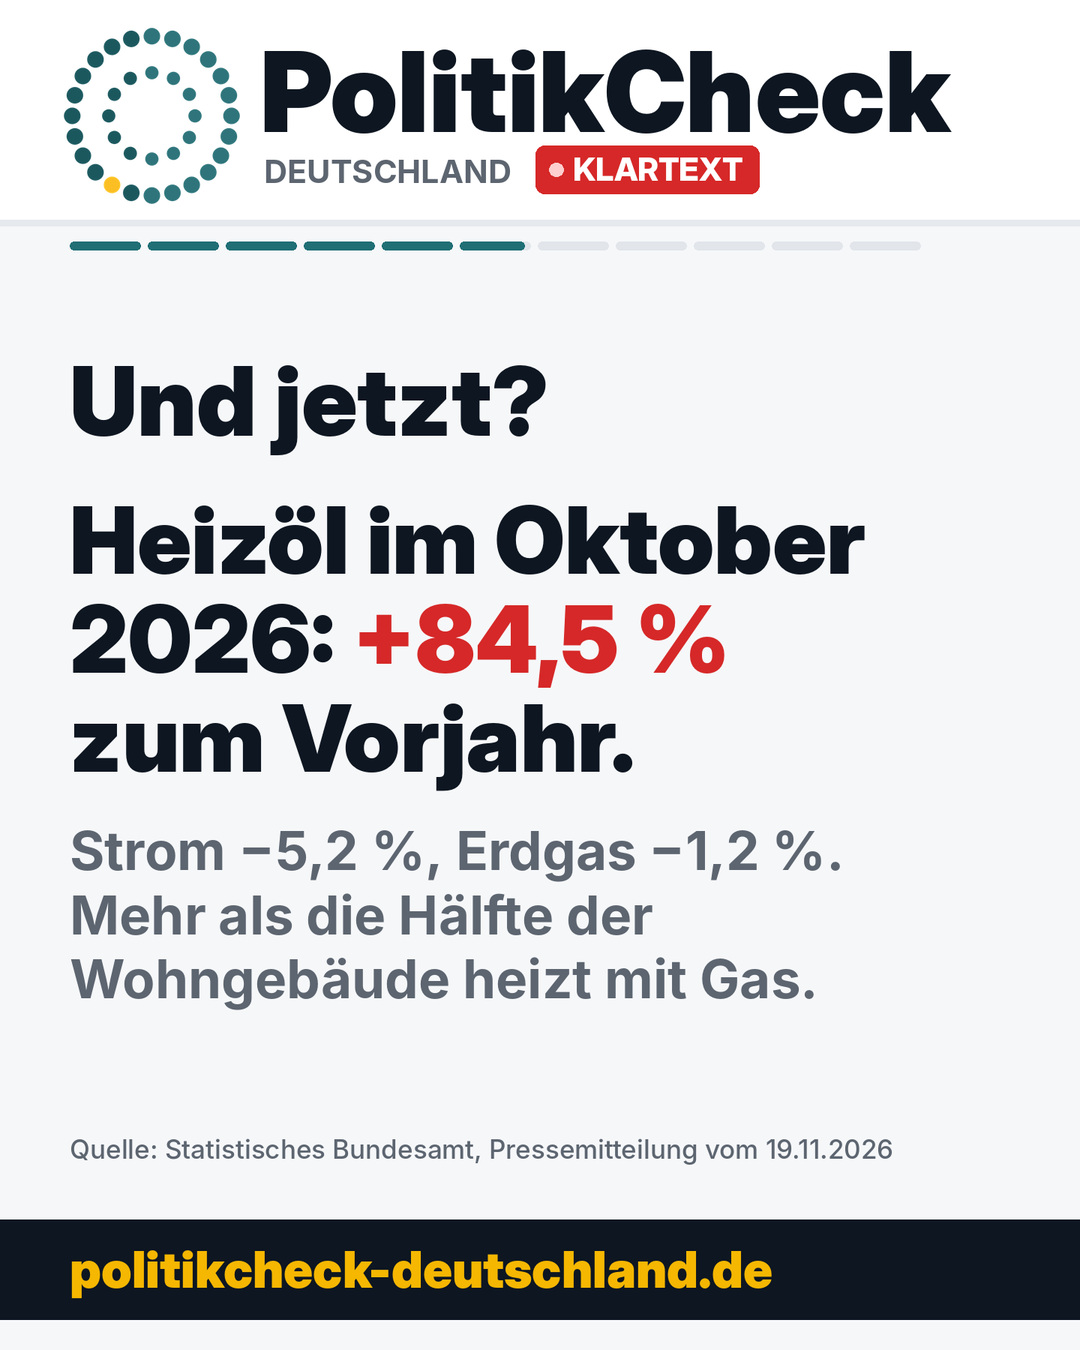 PolitikCheck
DEUTSCHLAND KLARTEXT
Und jetzt?
Heizöl im Oktober
2026: +84,5 %
zum Vorjahr.
Strom −5,2 %, Erdgas −1,2 %.
Mehr als die Hälfte der
Wohngebäude heizt mit Gas.
Quelle: Statistisches Bundesamt, Pressemitteilung vom 19.11.2026
politikcheck-deutschland.de